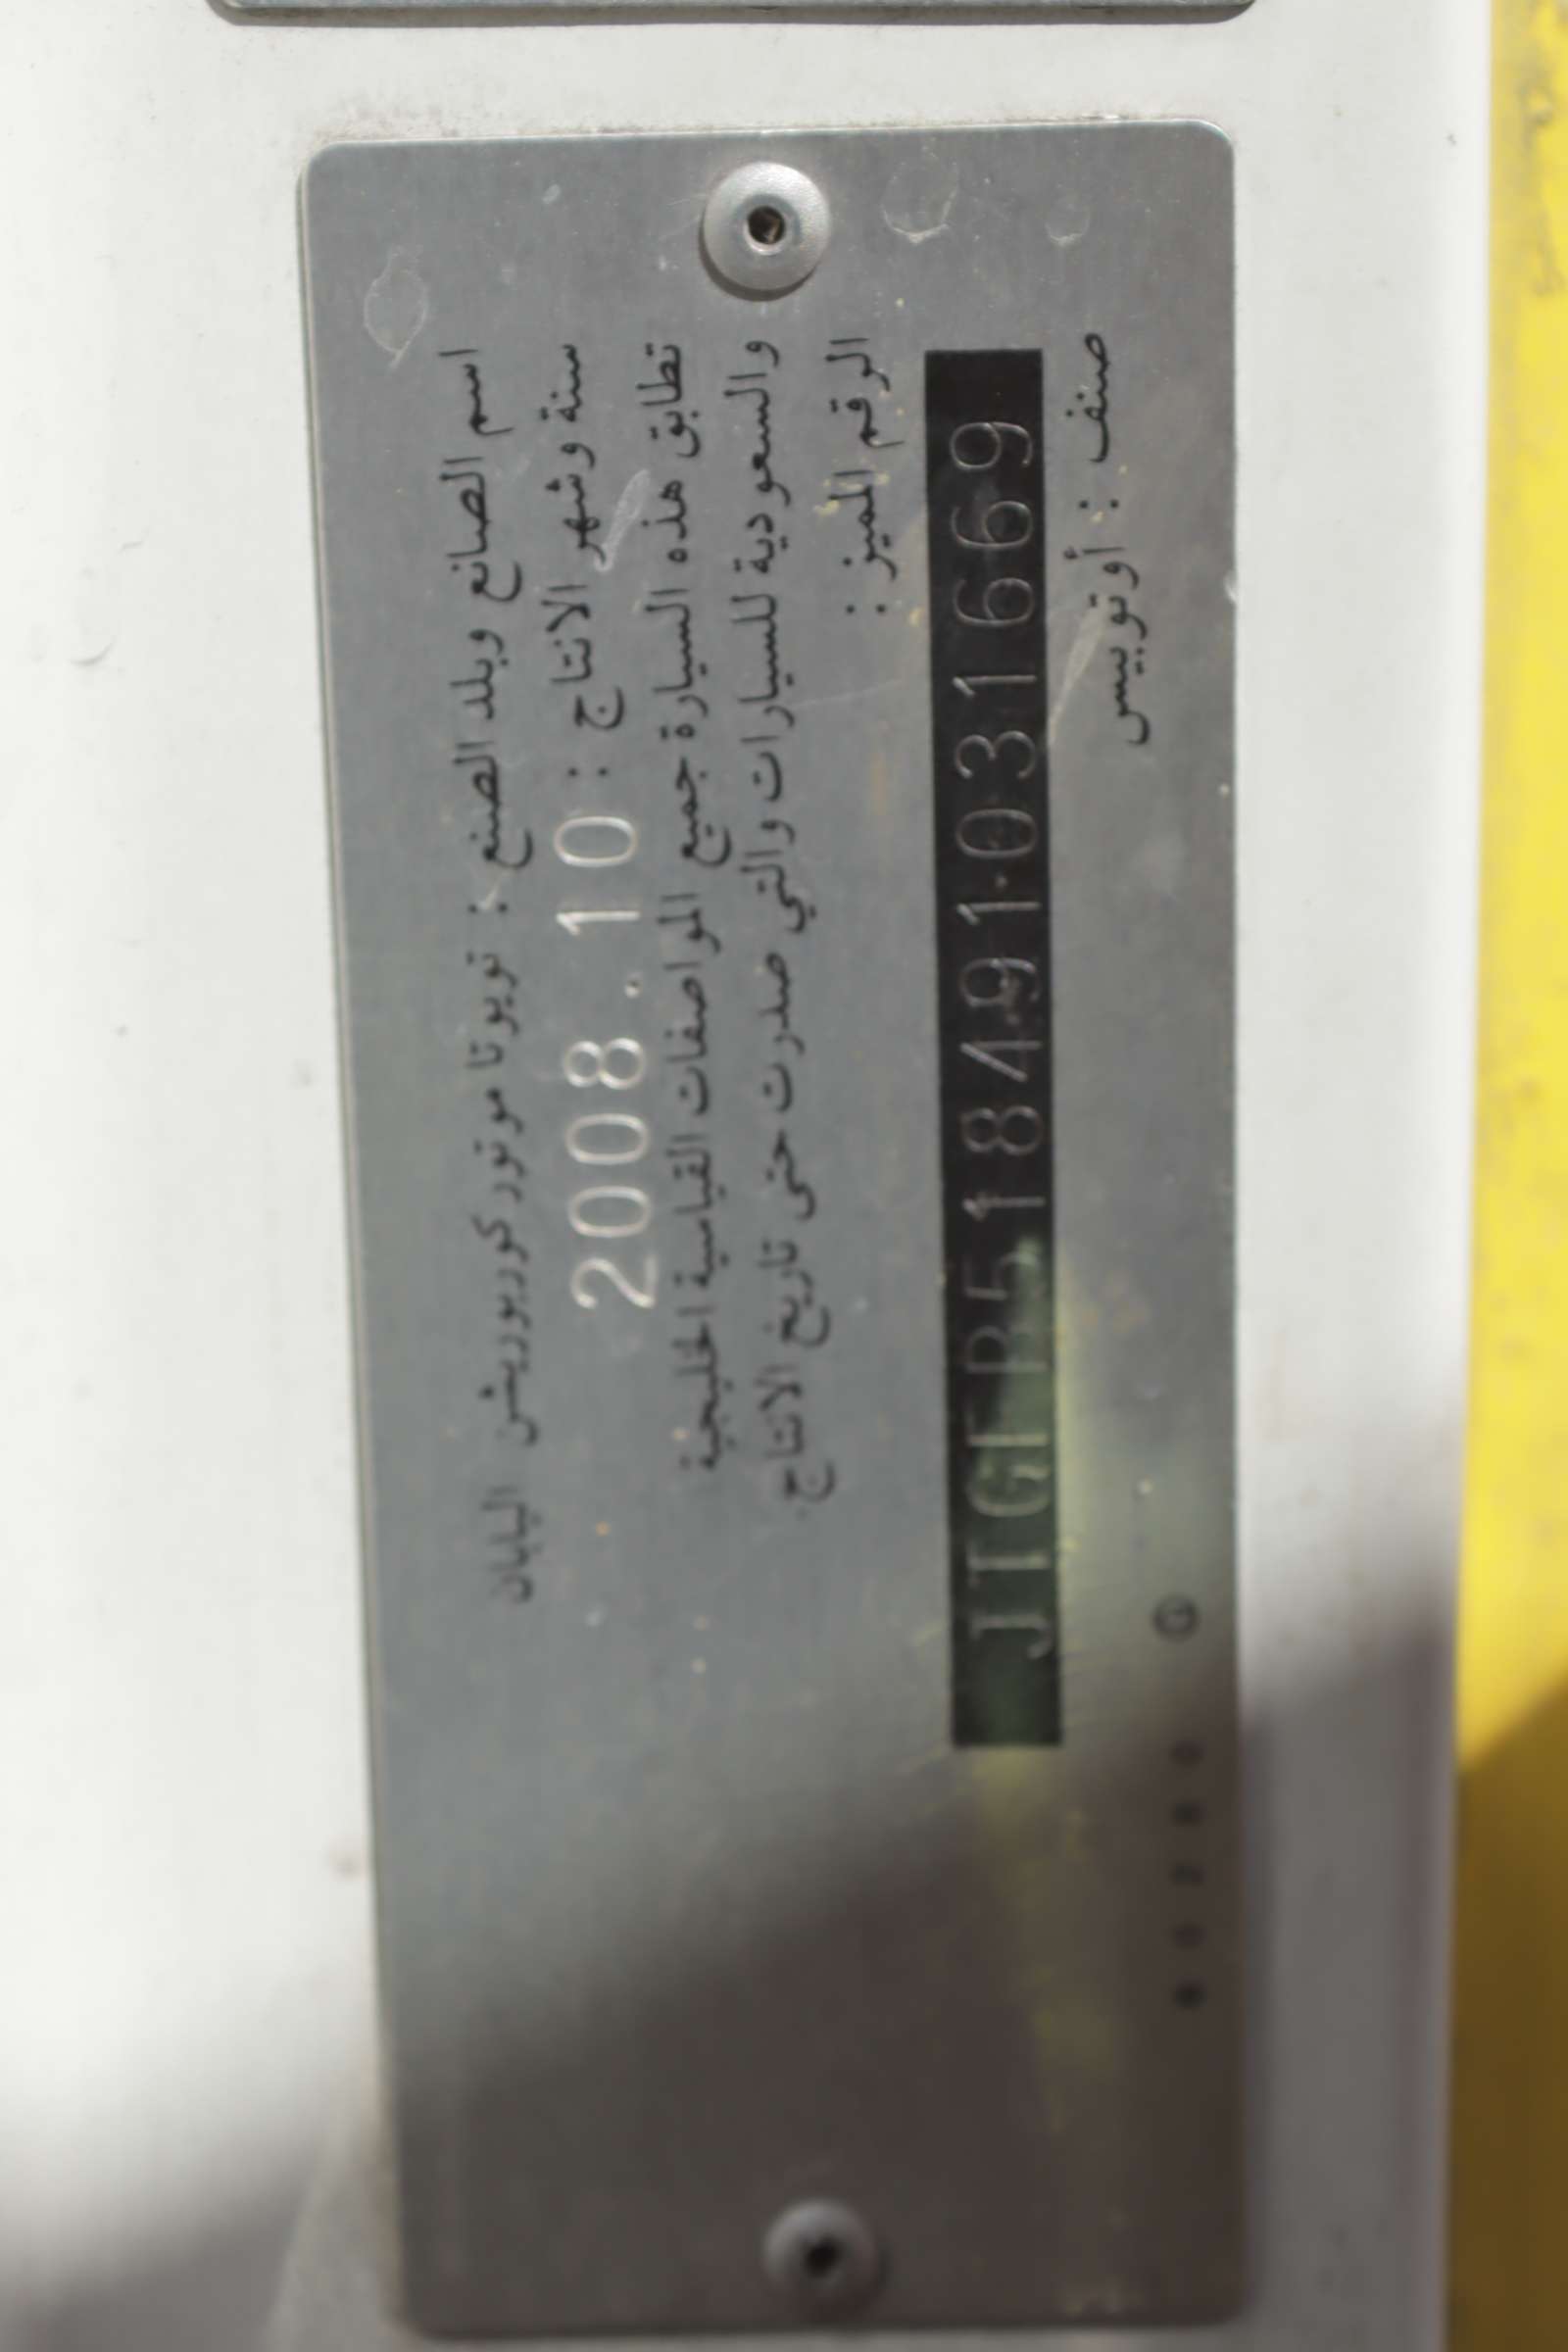 اسم الصانع وبلد الصنع : تويوتا موتور كوربوريشن اليابان
سنة وشهر الانتاج : 2008.10
تطابق هذه السيارة جميع المواصفات القياسية الخليجية
والسعودية للسيارات والتي صدرت حتى تاريخ الانتاج.
الرقم المميز :
JTGFB518491031669
صنف : أوتوبيس